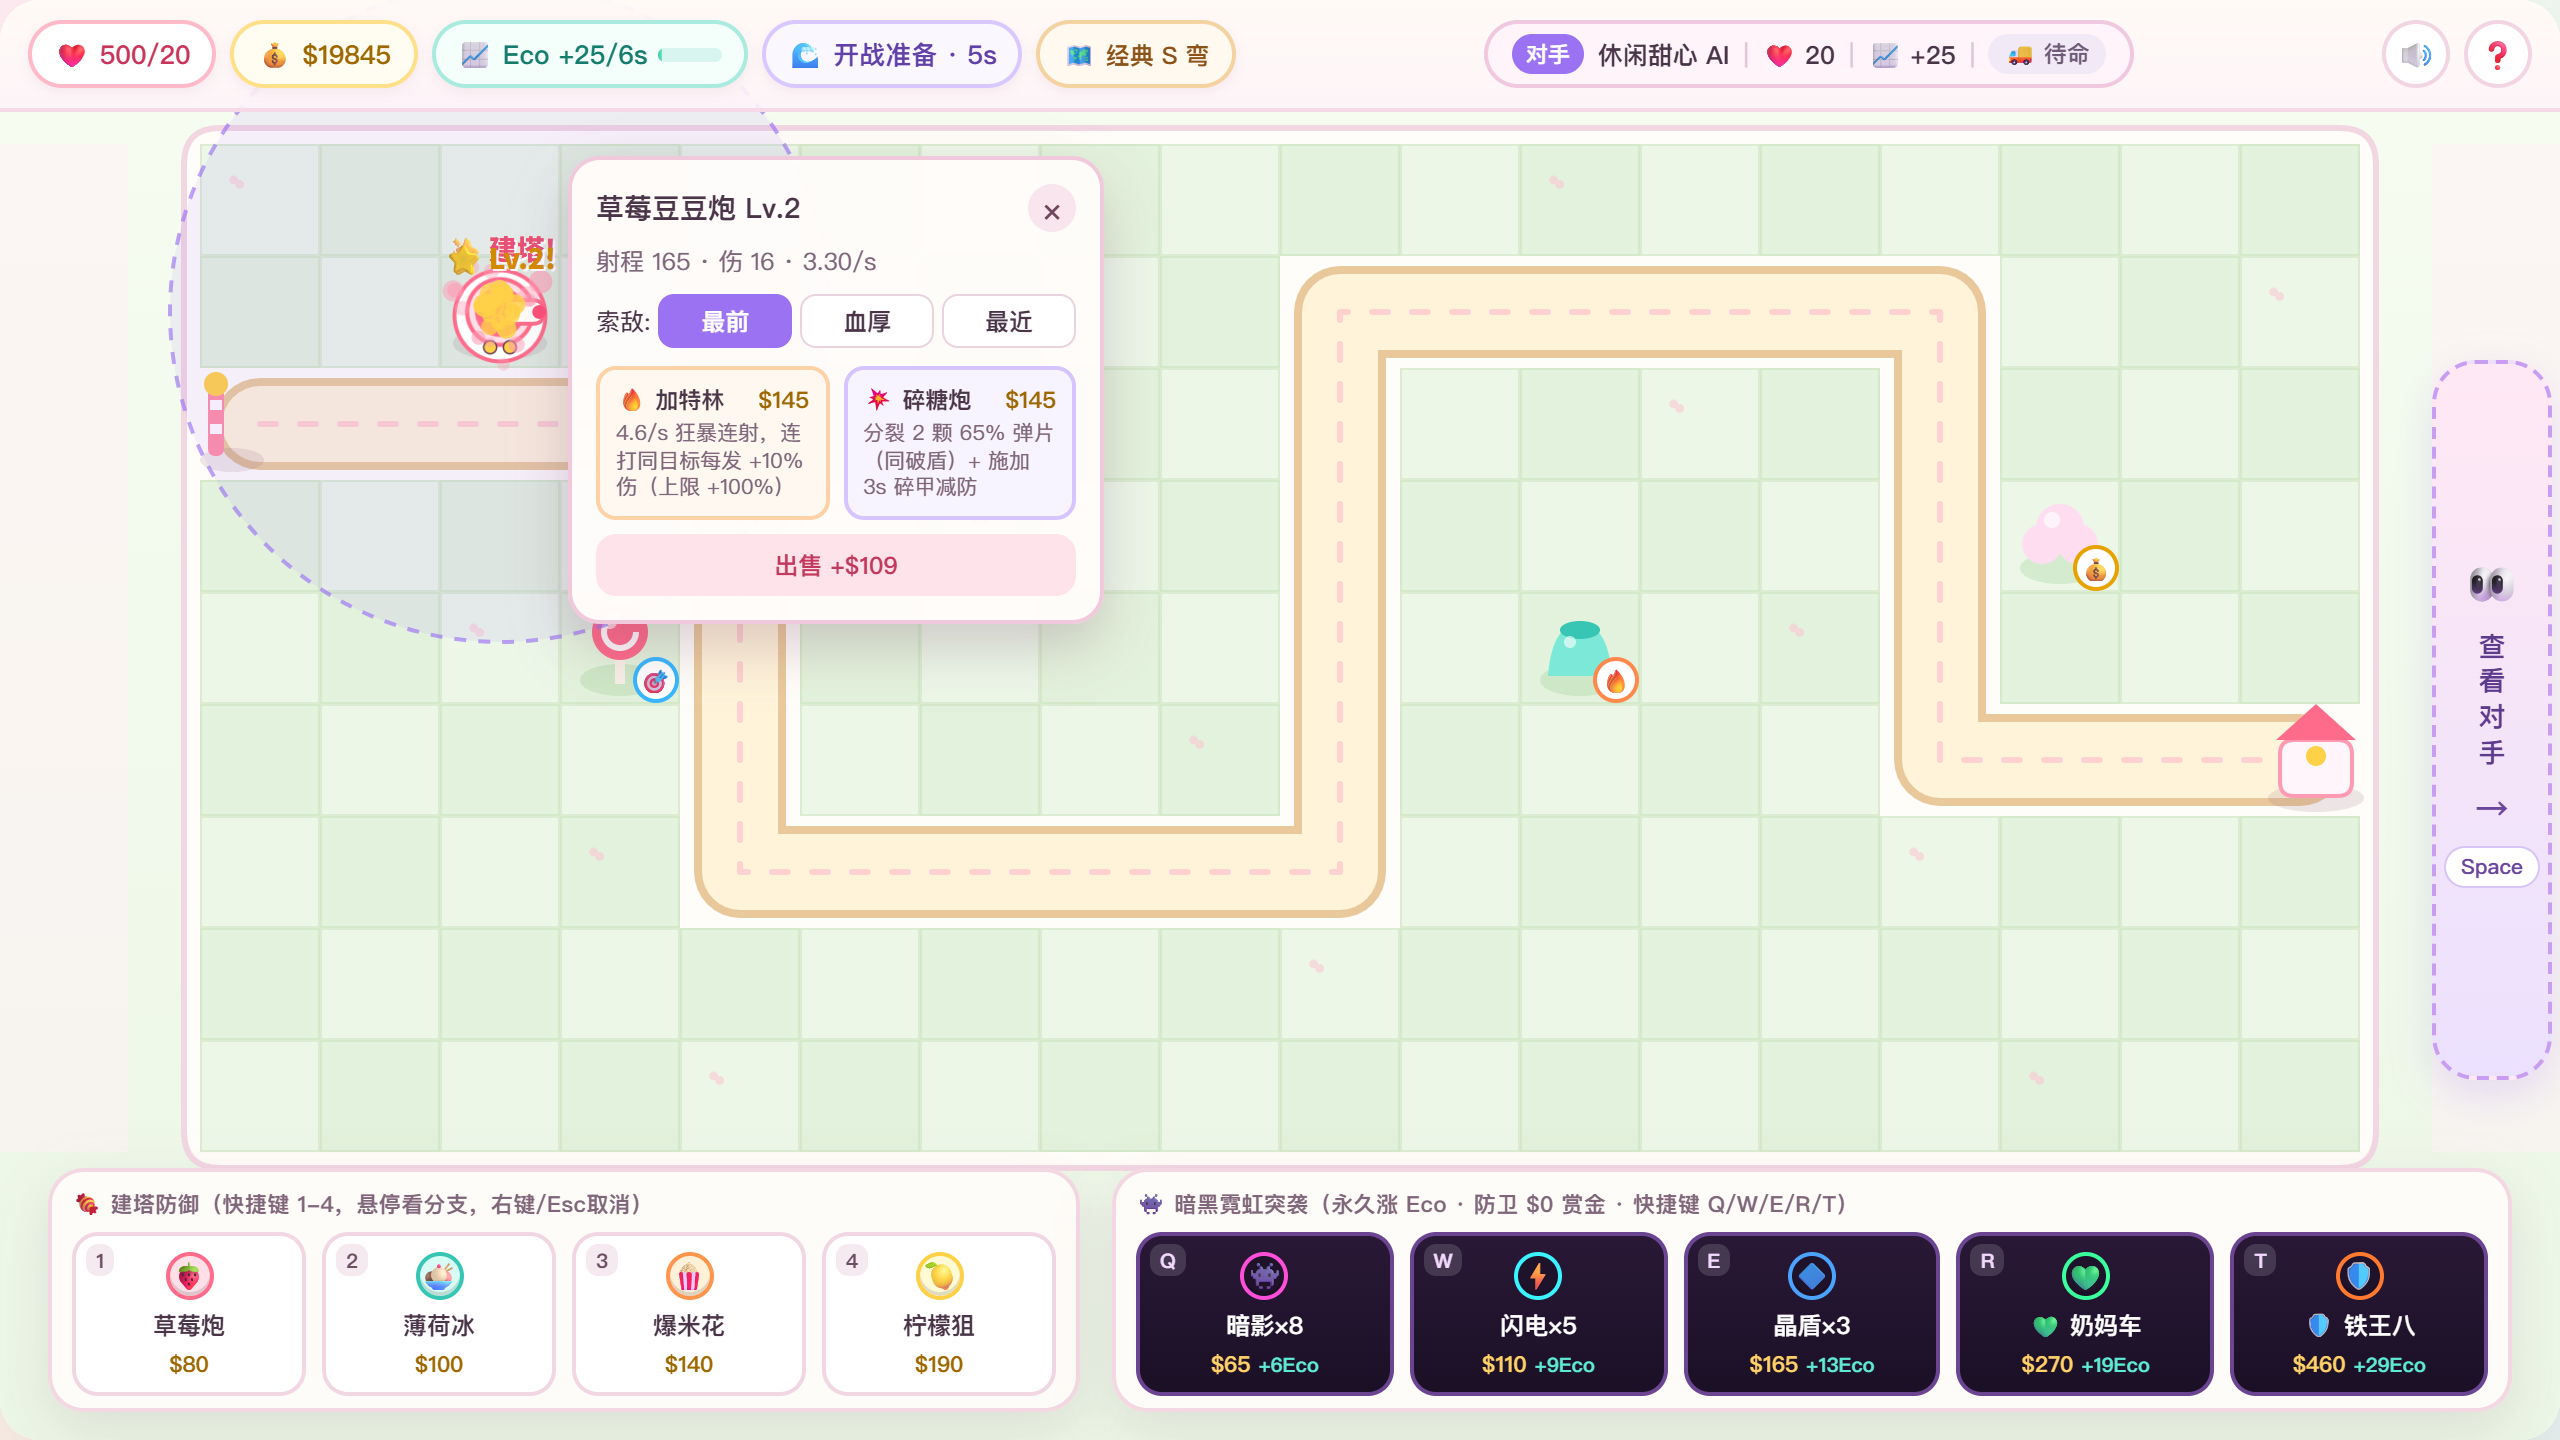 500/20
$19845
Eco +25/6s
开战准备 · 5s
经典 S 弯
对手 休闲甜心 AI 20 +25 待命
建塔!
Lv.2!
草莓豆豆炮 Lv.2
×
射程 165 · 伤 16 · 3.30/s
索敌: 最前 血厚 最近
加特林 $145
4.6/s 狂暴连射，连
打同目标每发 +10%
伤（上限 +100%）
碎糖炮 $145
分裂 2 颗 65% 弹片
（同破盾）+ 施加
3s 碎甲减防
出售 +$109
查看对手
→
Space
建塔防御（快捷键 1–4，悬停看分支，右键/Esc取消）
1
草莓炮
$80
2
薄荷冰
$100
3
爆米花
$140
4
柠檬狙
$190
暗黑霓虹突袭（永久涨 Eco · 防卫 $0 赏金 · 快捷键 Q/W/E/R/T）
Q
暗影×8
$65 +6Eco
W
闪电×5
$110 +9Eco
E
晶盾×3
$165 +13Eco
R
奶妈车
$270 +19Eco
T
铁王八
$460 +29Eco